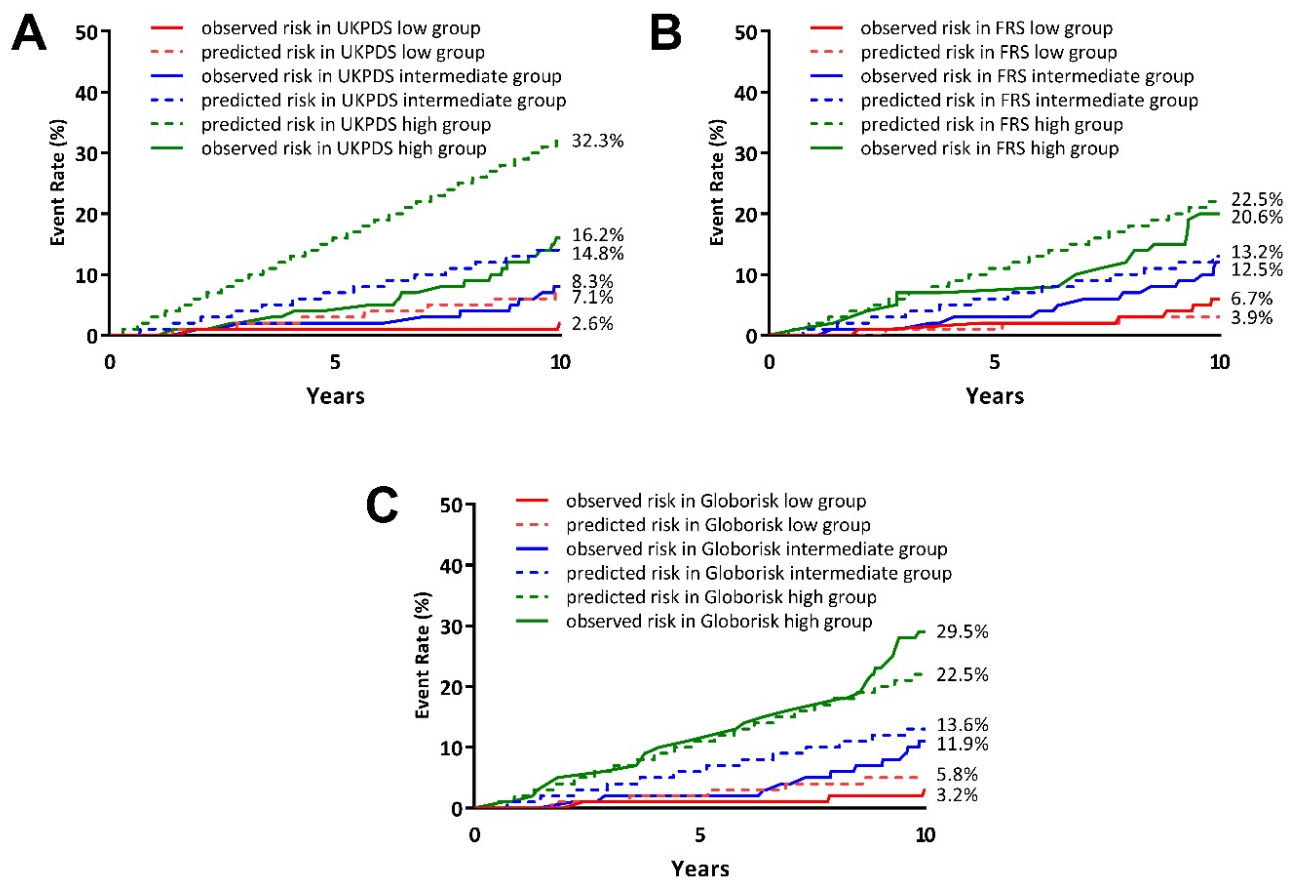 A
50
40
30
20
10
0
Event Rate (%)
observed risk in UKPDS low group
predicted risk in UKPDS low group
observed risk in UKPDS intermediate group
predicted risk in UKPDS intermediate group
predicted risk in UKPDS high group
observed risk in UKPDS high group
32.3%
16.2%
14.8%
8.3%
7.1%
2.6%
0
5
10
Years
B
50
40
30
20
10
0
Event Rate (%)
observed risk in FRS low group
predicted risk in FRS low group
observed risk in FRS intermediate group
predicted risk in FRS intermediate group
predicted risk in FRS high group
observed risk in FRS high group
22.5%
20.6%
13.2%
12.5%
6.7%
3.9%
0
5
10
Years
C
50
40
30
20
10
0
Event Rate (%)
observed risk in Globorisk low group
predicted risk in Globorisk low group
observed risk in Globorisk intermediate group
predicted risk in Globorisk intermediate group
predicted risk in Globorisk high group
observed risk in Globorisk high group
29.5%
22.5%
13.6%
11.9%
5.8%
3.2%
0
5
10
Years